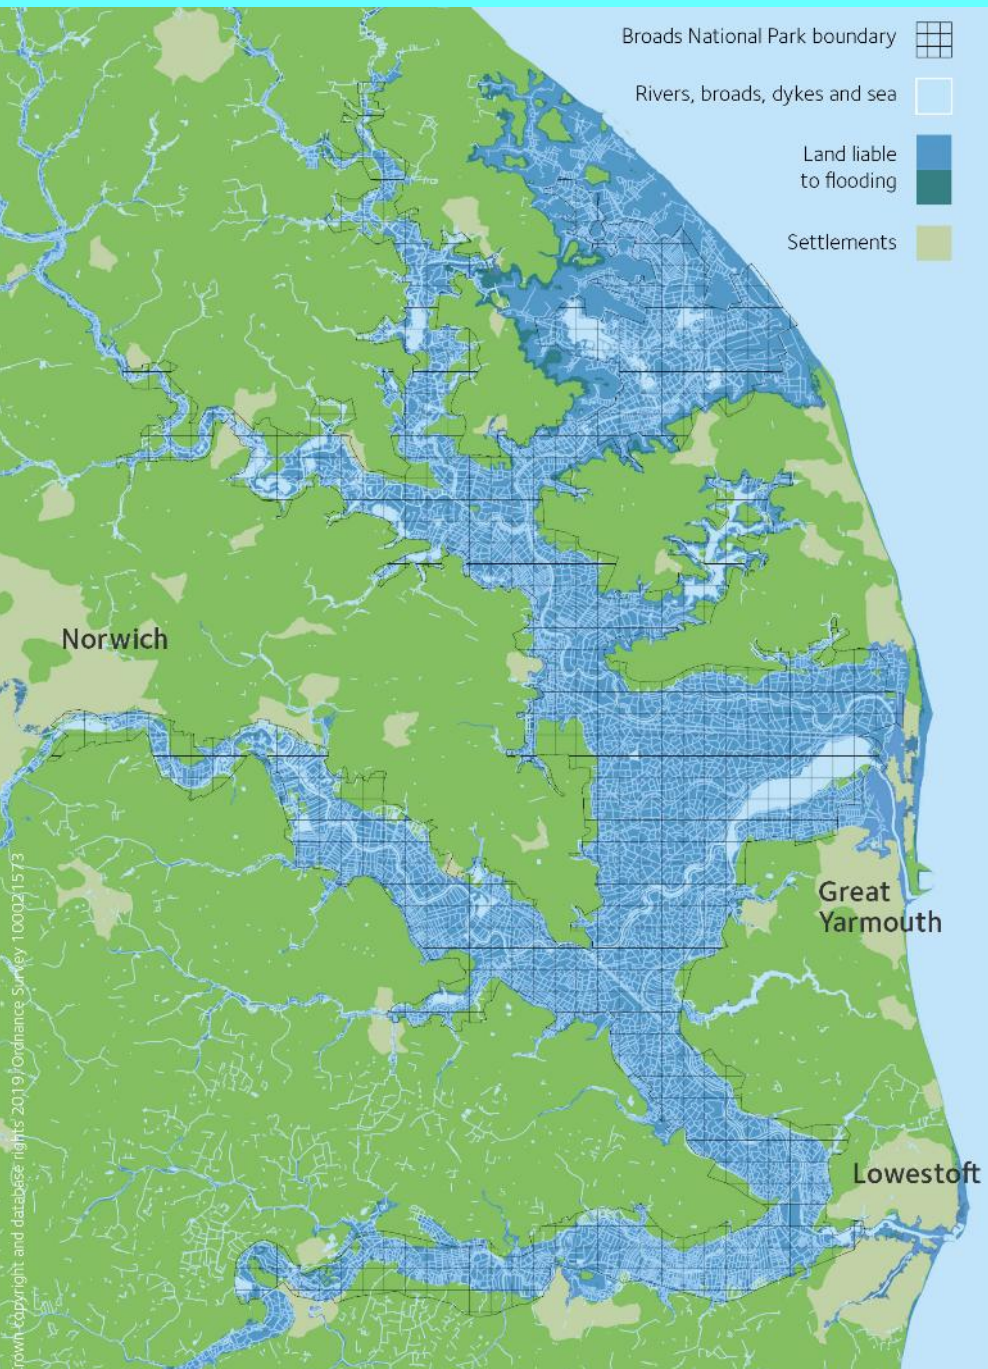 Broads National Park boundary
Rivers, broads, dykes and sea
Land liable
to flooding
Settlements
Norwich
Great
Yarmouth
Lowestoft
rown copyright and database rights 2019 Ordnance Survey 100021573